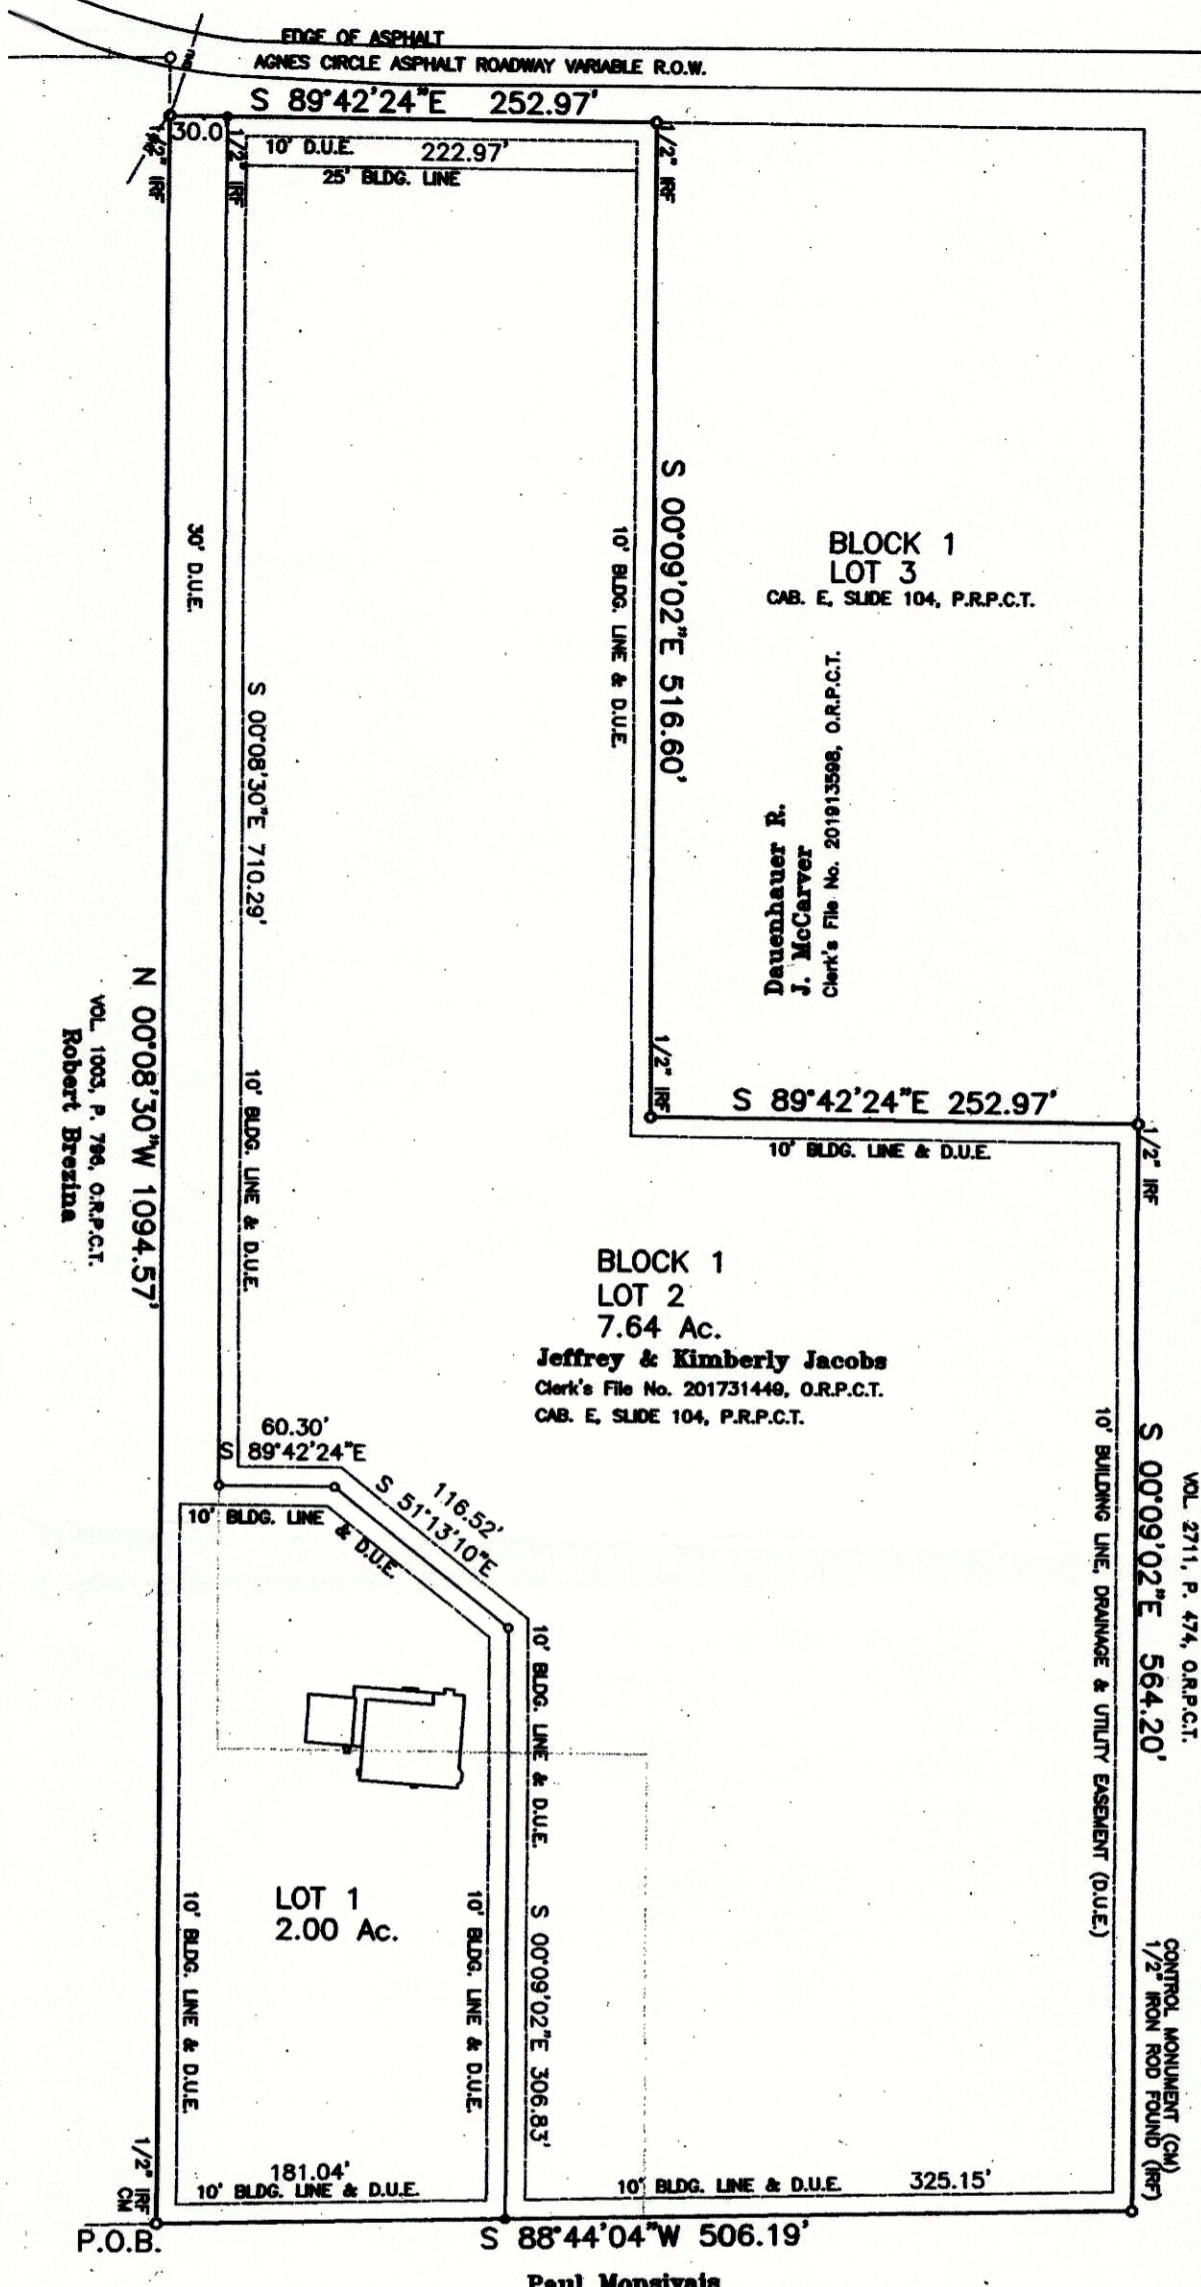 EDGE OF ASPHALT
AGNES CIRCLE ASPHALT ROADWAY VARIABLE R.O.W.
S 89°42'24"E 252.97'
30.0
1/2" IRF
1/2" IRF
10' D.U.E. 222.97'
25' BLDG. LINE
1/2" IRF
30' D.U.E.
S 00°08'30"E 710.29'
10' BLDG. LINE & D.U.E.
S 00°09'02"E 516.60'
BLOCK 1
LOT 3
CAB. E, SLIDE 104, P.R.P.C.T.
Dauenhauer R.
J. McCarver
Clerk's File No. 201913598, O.R.P.C.T.
1/2" IRF
S 89°42'24"E 252.97'
10' BLDG. LINE & D.U.E.
1/2" IRF
N 00°08'30"W 1094.57'
VOL. 1003, P. 796, O.R.P.C.T.
Robert Brezina
10' BLDG. LINE & D.U.E.
BLOCK 1
LOT 2
7.64 Ac.
Jeffrey & Kimberly Jacobs
Clerk's File No. 201731449, O.R.P.C.T.
CAB. E, SLIDE 104, P.R.P.C.T.
60.30'
S 89°42'24"E
116.52'
S 51°13'10"E
10' BLDG. LINE
& D.U.E.
10' BLDG. LINE & D.U.E.
S 00°09'02"E 306.83'
10' BUILDING LINE, DRAINAGE & UTILITY EASEMENT (D.U.E.)
S 00°09'02"E 564.20'
VOL. 2711, P. 474, O.R.P.C.T.
CONTROL MONUMENT (CM)
1/2" IRON ROD FOUND (IRF)
LOT 1
2.00 Ac.
10' BLDG. LINE & D.U.E.
10' BLDG. LINE & D.U.E.
1/2" IRF
CM
181.04'
10' BLDG. LINE & D.U.E.
10' BLDG. LINE & D.U.E. 325.15'
P.O.B.
S 88°44'04"W 506.19'
Paul Monsivais